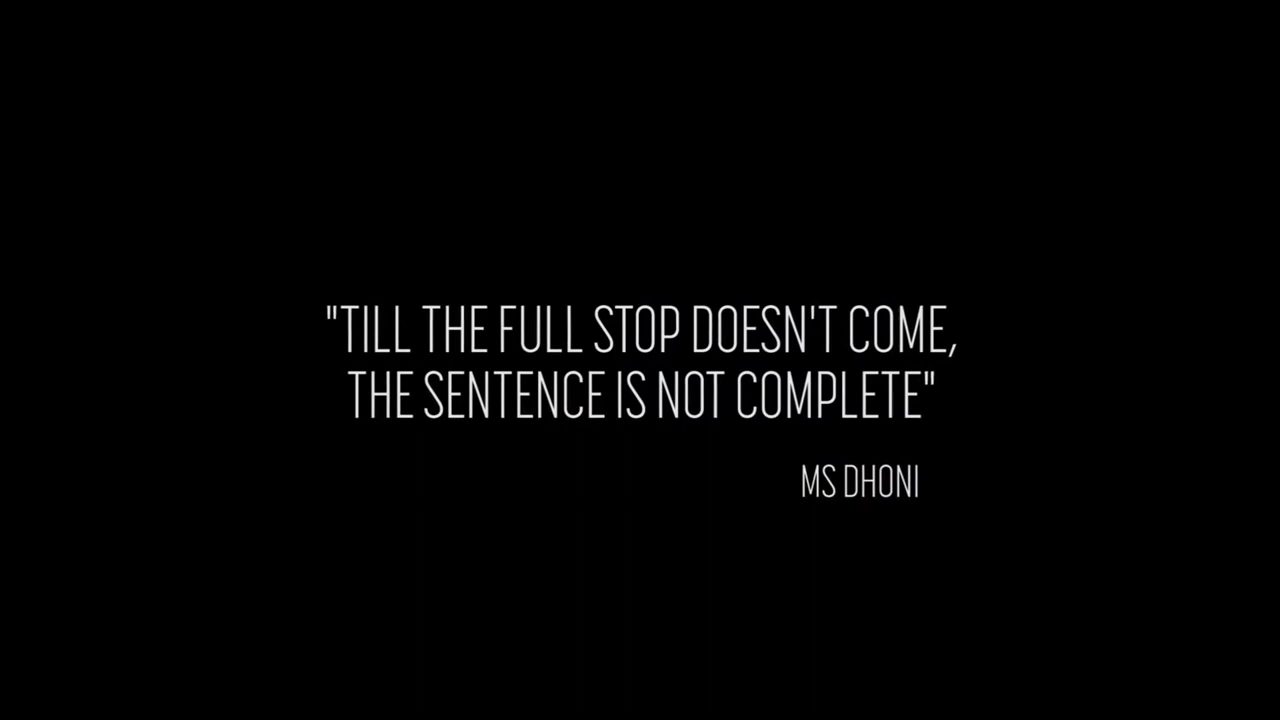 "TILL THE FULL STOP DOESN'T COME,
THE SENTENCE IS NOT COMPLETE"
MS DHONI